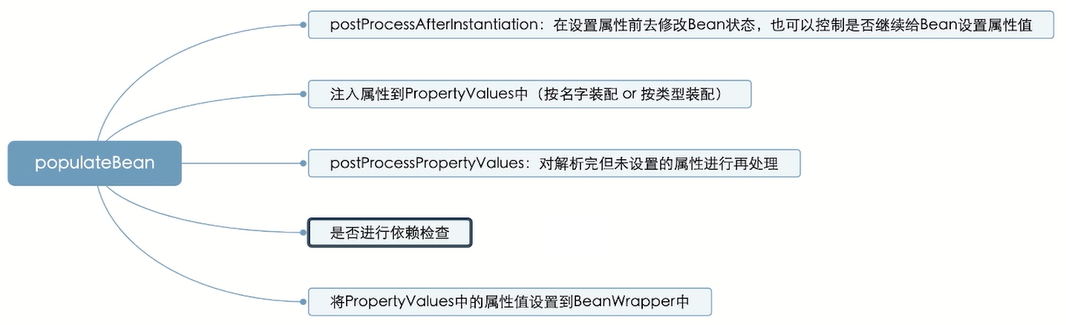 postProcessAfterInstantiation：在设置属性前去修改Bean状态，也可以控制是否继续给Bean设置属性值
注入属性到PropertyValues中（按名字装配 or 按类型装配）
populateBean
postProcessPropertyValues：对解析完但未设置的属性进行再处理
是否进行依赖检查
将PropertyValues中的属性值设置到BeanWrapper中